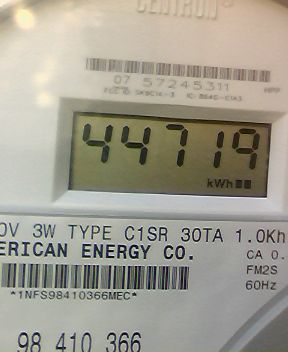 CENTRON®
07 57245311
44719
kWh
0V 3W TYPE C1SR 30TA 1.0Kh
ERICAN ENERGY CO. CA 0.
FM2S
*1NFS98410366MEC* 60Hz
98 410 366